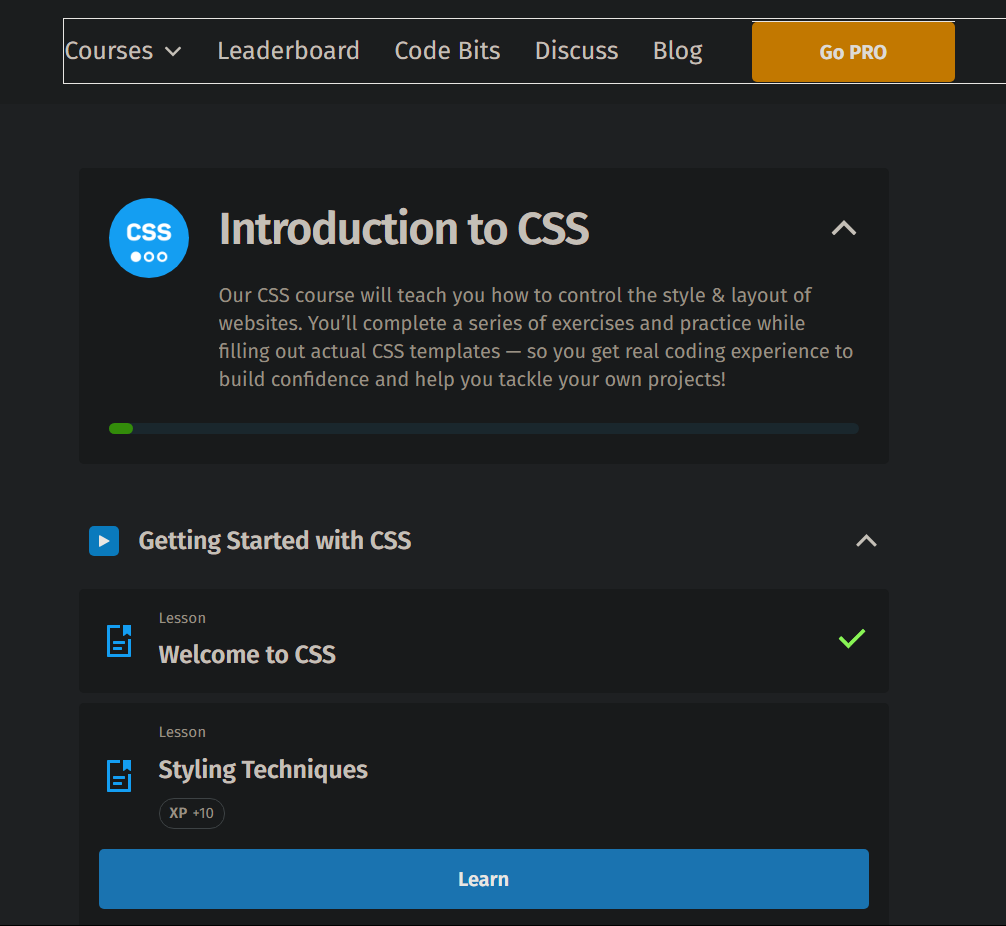 Courses Leaderboard Code Bits Discuss Blog Go PRO
CSS
Introduction to CSS
Our CSS course will teach you how to control the style & layout of
websites. You’ll complete a series of exercises and practice while
filling out actual CSS templates — so you get real coding experience to
build confidence and help you tackle your own projects!
Getting Started with CSS
Lesson
Welcome to CSS
Lesson
Styling Techniques
XP +10
Learn